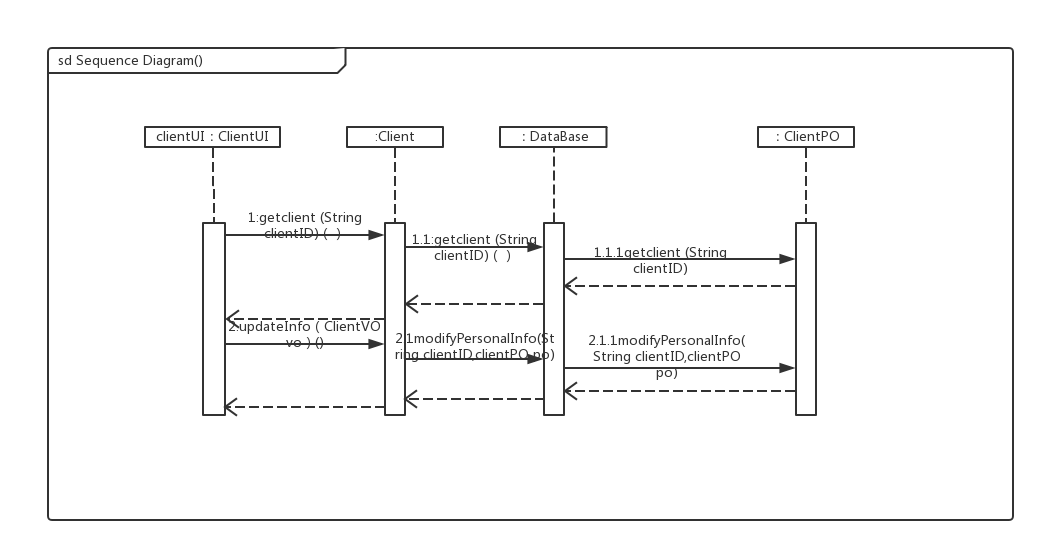 sd Sequence Diagram()
clientUI : ClientUI
:Client
: DataBase
: ClientPO
1:getclient (String
clientID) ( )
1.1:getclient (String
clientID) ( )
1.1.1getclient (String
clientID)
2:updateInfo ( ClientVO
vo ) ()
2.1modifyPersonalInfo(St
ring clientID,clientPO po)
2.1.1modifyPersonalInfo(
String clientID,clientPO
po)